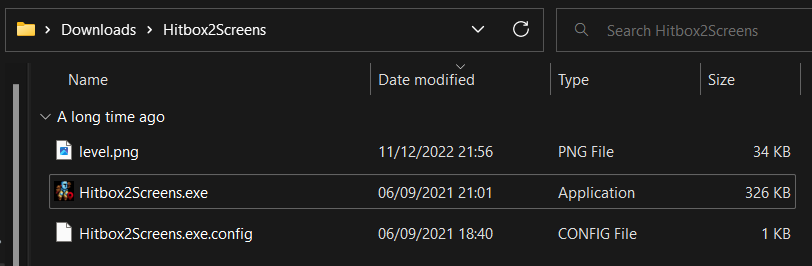 Downloads Hitbox2Screens Search Hitbox2Screens
Name Date modified Type Size
A long time ago
level.png 11/12/2022 21:56 PNG File 34 KB
Hitbox2Screens.exe 06/09/2021 21:01 Application 326 KB
Hitbox2Screens.exe.config 06/09/2021 18:40 CONFIG File 1 KB